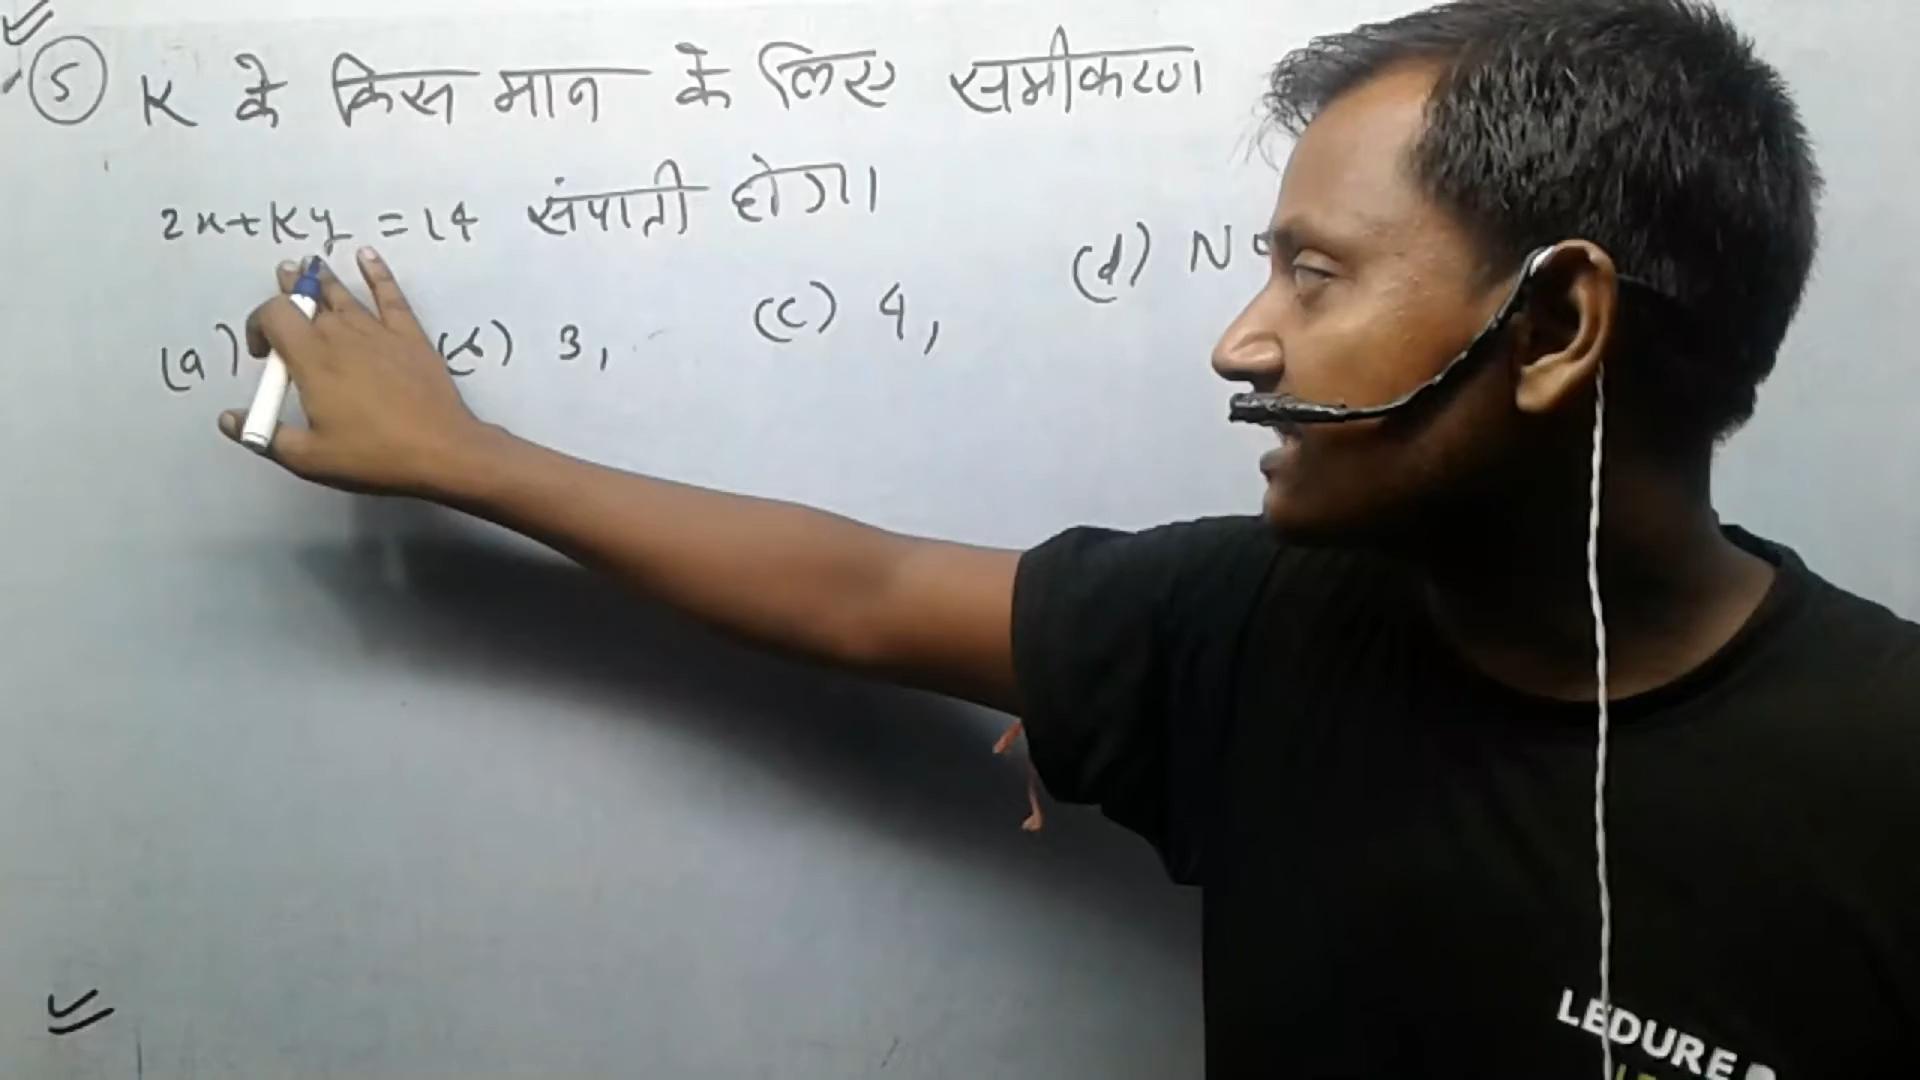 5 K के किस मान के लिए समीकरण
2x+Ky=14 संपाती होगा।
(a) (b) 3, (c) 4, (d)
LEDURE